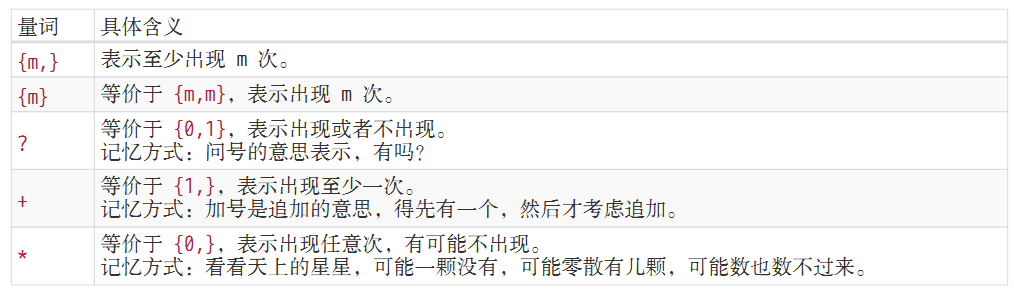 量词 具体含义
{m,} 表示至少出现 m 次。
{m} 等价于 {m,m}，表示出现 m 次。
? 等价于 {0,1}，表示出现或者不出现。
记忆方式：问号的意思表示，有吗？
+ 等价于 {1,}，表示出现至少一次。
记忆方式：加号是追加的意思，得先有一个，然后才考虑追加。
* 等价于 {0,}，表示出现任意次，有可能不出现。
记忆方式：看看天上的星星，可能一颗没有，可能零散有几颗，可能数也数不过来。